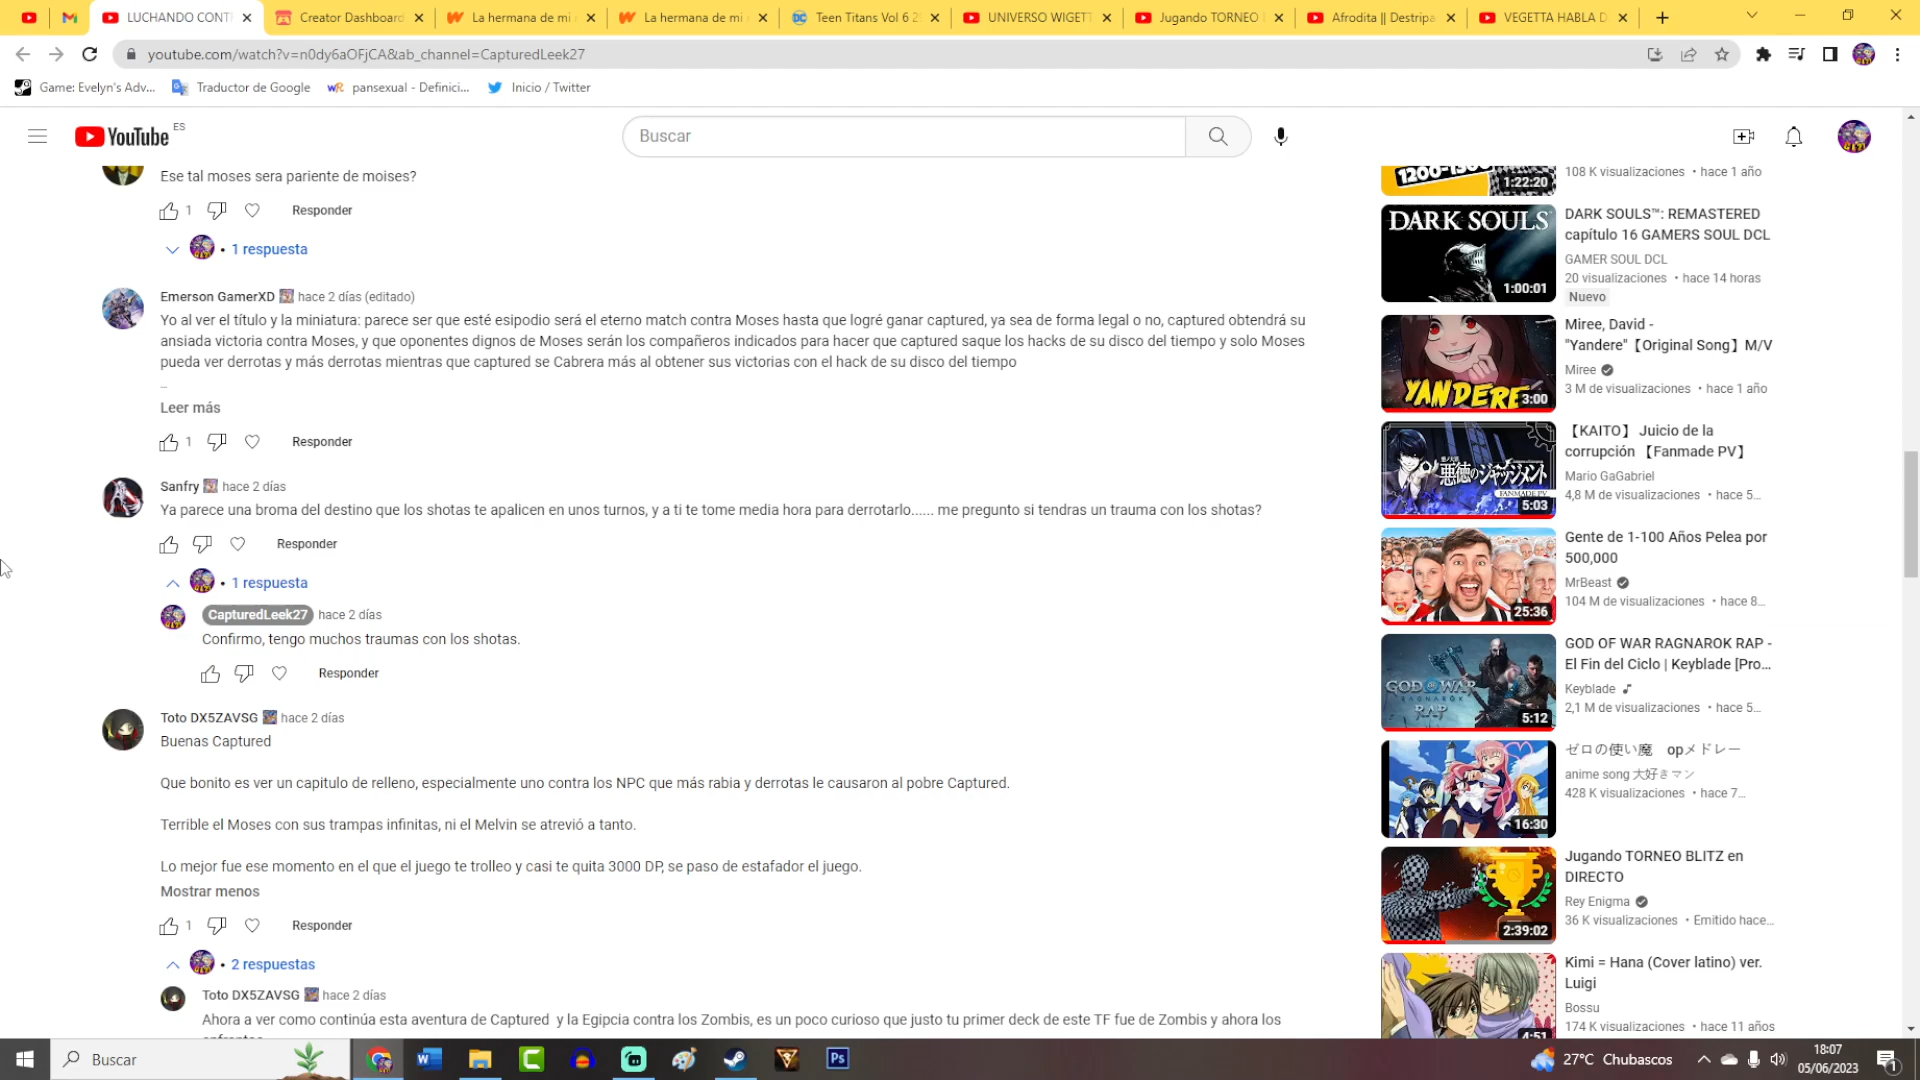 LUCHANDO CONT
Creator Dashboard
La hermana de mi
La hermana de mi
Teen Titans Vol 6 2
UNIVERSO WIGETT
Jugando TORNEO
Afrodita || Destripa
VEGETTA HABLA D
youtube.com/watch?v=n0dy6aOFjCA&ab_channel=CapturedLeek27
Game: Evelyn's Adv...
Traductor de Google
pansexual - Definici...
Inicio / Twitter
YouTube ES
Buscar
Ese tal moses sera pariente de moises?
1 Responder
• 1 respuesta
Emerson GamerXD hace 2 días (editado)
Yo al ver el título y la miniatura: parece ser que esté esipodio será el eterno match contra Moses hasta que logré ganar captured, ya sea de forma legal o no, captured obtendrá su
ansiada victoria contra Moses, y que oponentes dignos de Moses serán los compañeros indicados para hacer que captured saque los hacks de su disco del tiempo y solo Moses
pueda ver derrotas y más derrotas mientras que captured se Cabrera más al obtener sus victorias con el hack de su disco del tiempo
..
Leer más
1 Responder
Sanfry hace 2 días
Ya parece una broma del destino que los shotas te apalicen en unos turnos, y a ti te tome media hora para derrotarlo...... me pregunto si tendras un trauma con los shotas?
Responder
• 1 respuesta
CapturedLeek27 hace 2 días
Confirmo, tengo muchos traumas con los shotas.
Responder
Toto DX5ZAVSG hace 2 días
Buenas Captured
Que bonito es ver un capitulo de relleno, especialmente uno contra los NPC que más rabia y derrotas le causaron al pobre Captured.
Terrible el Moses con sus trampas infinitas, ni el Melvin se atrevió a tanto.
Lo mejor fue ese momento en el que el juego te trolleo y casi te quita 3000 DP, se paso de estafador el juego.
Mostrar menos
1 Responder
• 2 respuestas
Toto DX5ZAVSG hace 2 días
Ahora a ver como continúa esta aventura de Captured y la Egipcia contra los Zombis, es un poco curioso que justo tu primer deck de este TF fue de Zombis y ahora los
1:22:20
108 K visualizaciones • hace 1 año
DARK SOULS
1:00:01
DARK SOULS™: REMASTERED
capítulo 16 GAMERS SOUL DCL
GAMER SOUL DCL
20 visualizaciones • hace 14 horas
Nuevo
YANDERE
3:00
Miree, David -
"Yandere"【Original Song】M/V
Miree
3 M de visualizaciones • hace 1 año
悪徳のジャッジメント
FANMADE PV
5:03
【KAITO】 Juicio de la
corrupción 【Fanmade PV】
Mario GaGabriel
4,8 M de visualizaciones • hace 5...
25:36
Gente de 1-100 Años Pelea por
500,000
MrBeast
104 M de visualizaciones • hace 8...
GOD OF WAR
RAGNAROK
RAP
5:12
GOD OF WAR RAGNAROK RAP -
El Fin del Ciclo | Keyblade [Pro...
Keyblade
2,1 M de visualizaciones • hace 5...
16:30
ゼロの使い魔 opメドレー
anime song 大好きマン
428 K visualizaciones • hace 7...
2:39:02
Jugando TORNEO BLITZ en
DIRECTO
Rey Enigma
36 K visualizaciones • Emitido hace...
4:51
Kimi = Hana (Cover latino) ver.
Luigi
Bossu
174 K visualizaciones • hace 11 años
Buscar
Ps
27°C Chubascos
18:07
05/06/2023
1